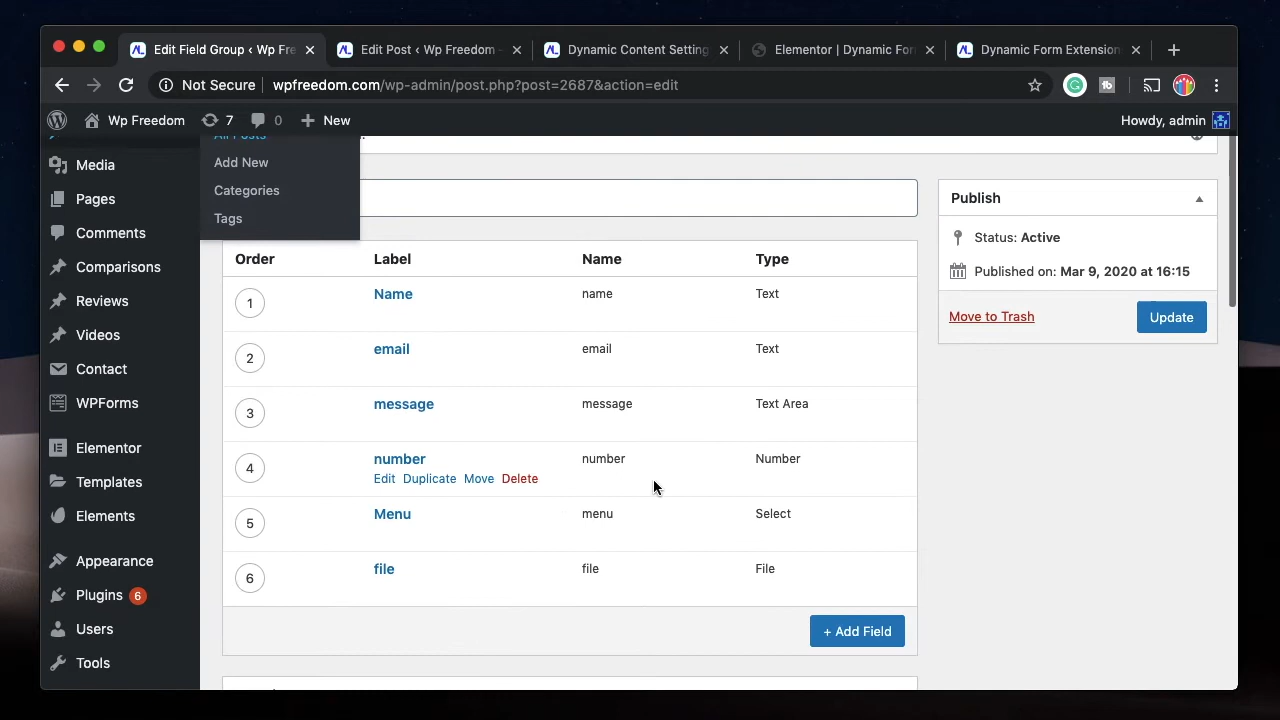 Edit Field Group ‹ Wp Fre
Edit Post ‹ Wp Freedom –
Dynamic Content Setting
Elementor | Dynamic For
Dynamic Form Extension
Not Secure
wpfreedom.com/wp-admin/post.php?post=2687&action=edit
Wp Freedom
7
0
New
Howdy, admin
All Posts
Add New
Categories
Tags
Media
Pages
Comments
Comparisons
Reviews
Videos
Contact
WPForms
Elementor
Templates
Elements
Appearance
Plugins 6
Users
Tools
Order Label Name Type
1 Name name Text
2 email email Text
3 message message Text Area
4 number number Number
Edit Duplicate Move Delete
5 Menu menu Select
6 file file File
+ Add Field
Publish
Status: Active
Published on: Mar 9, 2020 at 16:15
Move to Trash
Update